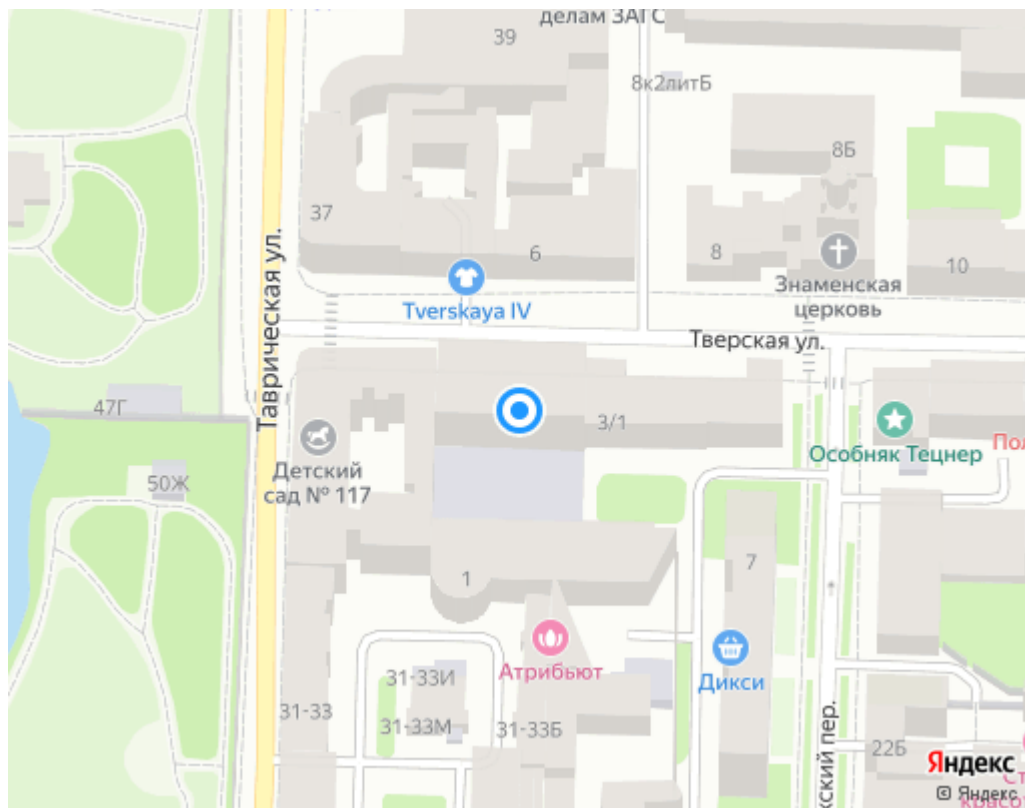 делам ЗАГС
39
8к2литБ
8Б
37
6
8
10
Знаменская
церковь
Tverskaya IV
Таврическая ул.
Тверская ул.
47Г
3/1
Детский
сад № 117
Особняк Тецнер
50Ж
1
7
Атрибьют
Дикси
31-33И
31-33
31-33М
31-33Б
22Б
Яндекс
© Яндекс